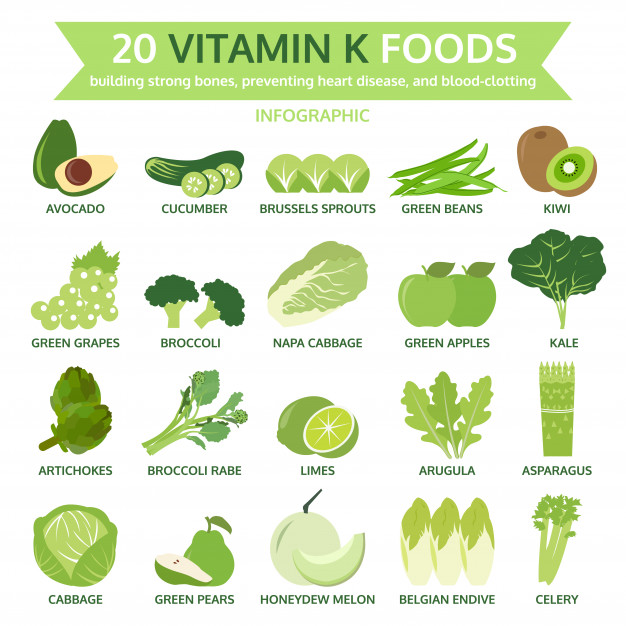 20 VITAMIN K FOODS
building strong bones, preventing heart disease, and blood-clotting
INFOGRAPHIC
AVOCADO
CUCUMBER
BRUSSELS SPROUTS
GREEN BEANS
KIWI
GREEN GRAPES
BROCCOLI
NAPA CABBAGE
GREEN APPLES
KALE
ARTICHOKES
BROCCOLI RABE
LIMES
ARUGULA
ASPARAGUS
CABBAGE
GREEN PEARS
HONEYDEW MELON
BELGIAN ENDIVE
CELERY